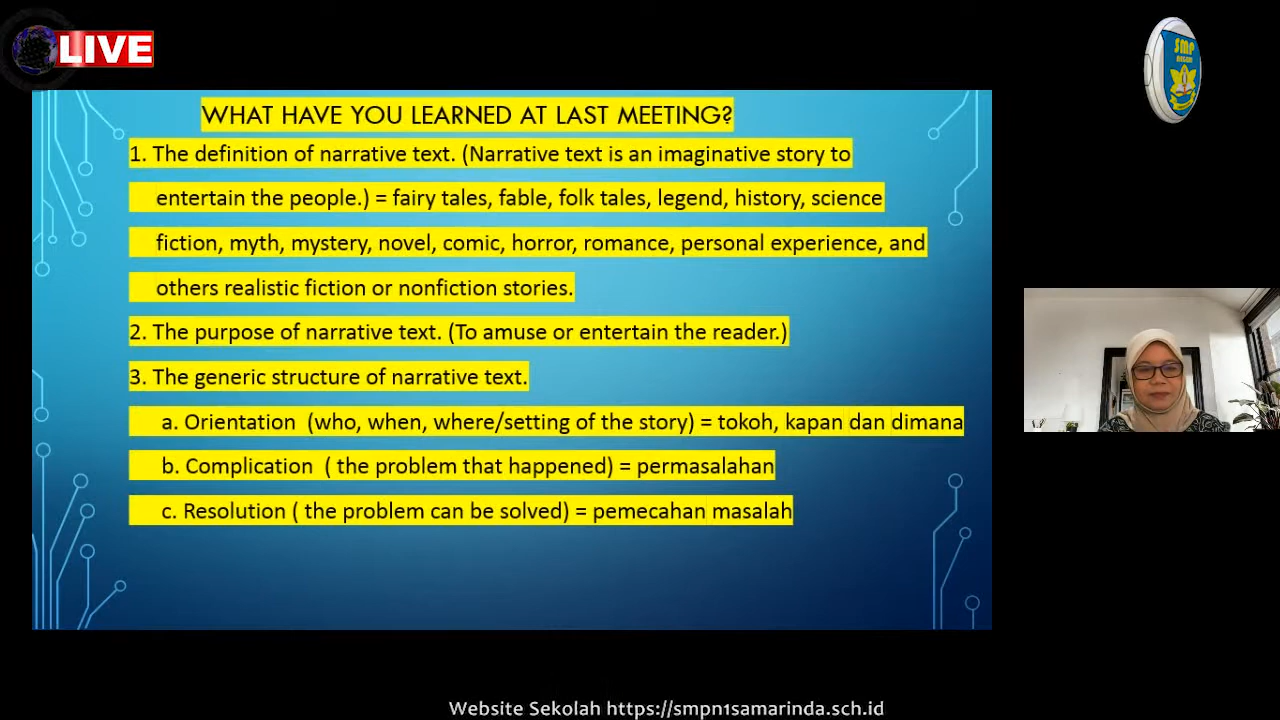 LIVE
SMP
NEGERI
WHAT HAVE YOU LEARNED AT LAST MEETING?
1. The definition of narrative text. (Narrative text is an imaginative story to
entertain the people.) = fairy tales, fable, folk tales, legend, history, science
fiction, myth, mystery, novel, comic, horror, romance, personal experience, and
others realistic fiction or nonfiction stories.
2. The purpose of narrative text. (To amuse or entertain the reader.)
3. The generic structure of narrative text.
a. Orientation (who, when, where/setting of the story) = tokoh, kapan dan dimana
b. Complication ( the problem that happened) = permasalahan
c. Resolution ( the problem can be solved) = pemecahan masalah
Website Sekolah https://smpn1samarinda.sch.id